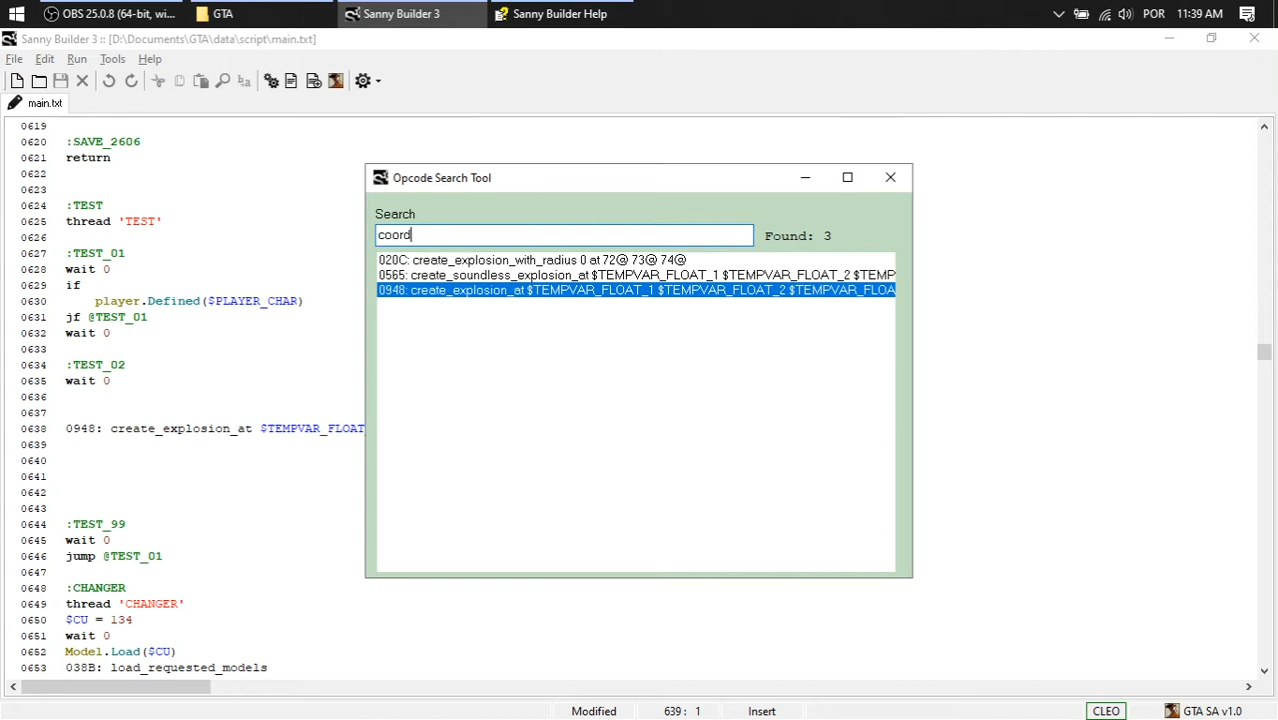 OBS 25.0.8 (64-bit, wi...
GTA
Sanny Builder 3
Sanny Builder Help
POR
11:39 AM
Sanny Builder 3 :: [D:\Documents\GTA\data\script\main.txt]
File Edit Run Tools Help
main.txt
0619
0620 :SAVE_2606
0621 return
0622
0623
0624 :TEST
0625 thread 'TEST'
0626
0627 :TEST_01
0628 wait 0
0629 if
0630 player.Defined($PLAYER_CHAR)
0631 jf @TEST_01
0632 wait 0
0633
0634 :TEST_02
0635 wait 0
0636
0637
0638 0948: create_explosion_at $TEMPVAR_FLOAT
0639
0640
0641
0642
0643
0644 :TEST_99
0645 wait 0
0646 jump @TEST_01
0647
0648 :CHANGER
0649 thread 'CHANGER'
0650 $CU = 134
0651 wait 0
0652 Model.Load($CU)
0653 038B: load_requested_models
Opcode Search Tool
Search
coord
Found: 3
020C: create_explosion_with_radius 0 at 72@ 73@ 74@
0565: create_soundless_explosion_at $TEMPVAR_FLOAT_1 $TEMPVAR_FLOAT_2 $TEMP
0948: create_explosion_at $TEMPVAR_FLOAT_1 $TEMPVAR_FLOAT_2 $TEMPVAR_FLOA
Modified
639: 1
Insert
CLEO
GTA SA v1.0